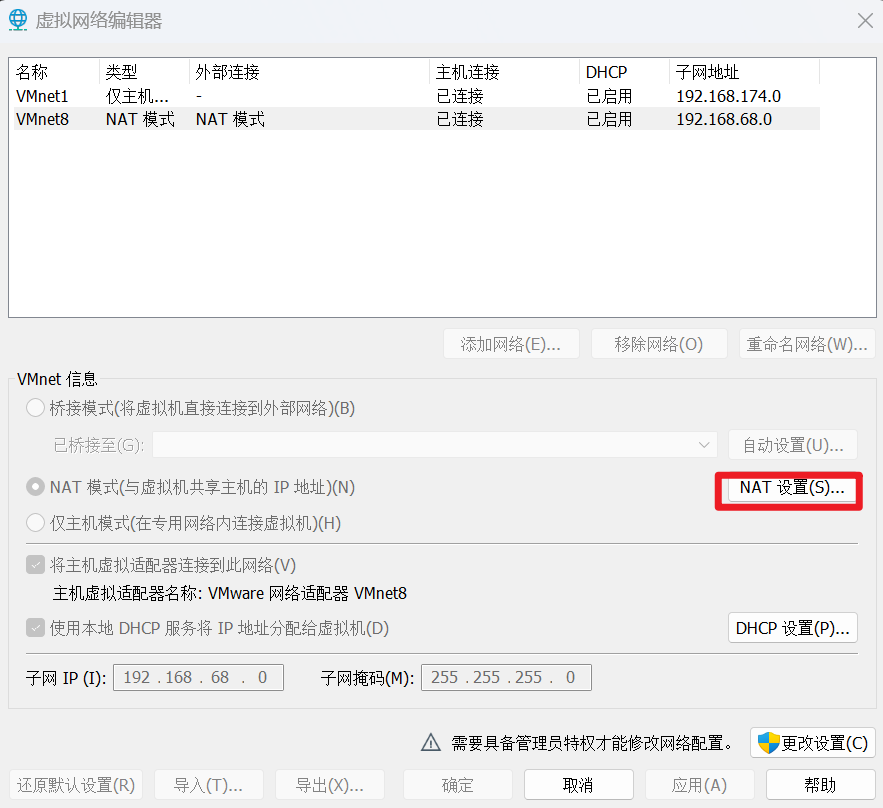 虚拟网络编辑器
名称 类型 外部连接 主机连接 DHCP 子网地址
VMnet1 仅主机... - 已连接 已启用 192.168.174.0
VMnet8 NAT 模式 NAT 模式 已连接 已启用 192.168.68.0
添加网络(E)... 移除网络(O) 重命名网络(W)...
VMnet 信息
桥接模式(将虚拟机直接连接到外部网络)(B)
已桥接至(G): 自动设置(U)...
NAT 模式(与虚拟机共享主机的 IP 地址)(N) NAT 设置(S)...
仅主机模式(在专用网络内连接虚拟机)(H)
将主机虚拟适配器连接到此网络(V)
主机虚拟适配器名称: VMware 网络适配器 VMnet8
使用本地 DHCP 服务将 IP 地址分配给虚拟机(D) DHCP 设置(P)...
子网 IP (I): 192 . 168 . 68 . 0 子网掩码(M): 255 . 255 . 255 . 0
需要具备管理员特权才能修改网络配置。 更改设置(C)
还原默认设置(R) 导入(T)... 导出(X)... 确定 取消 应用(A) 帮助